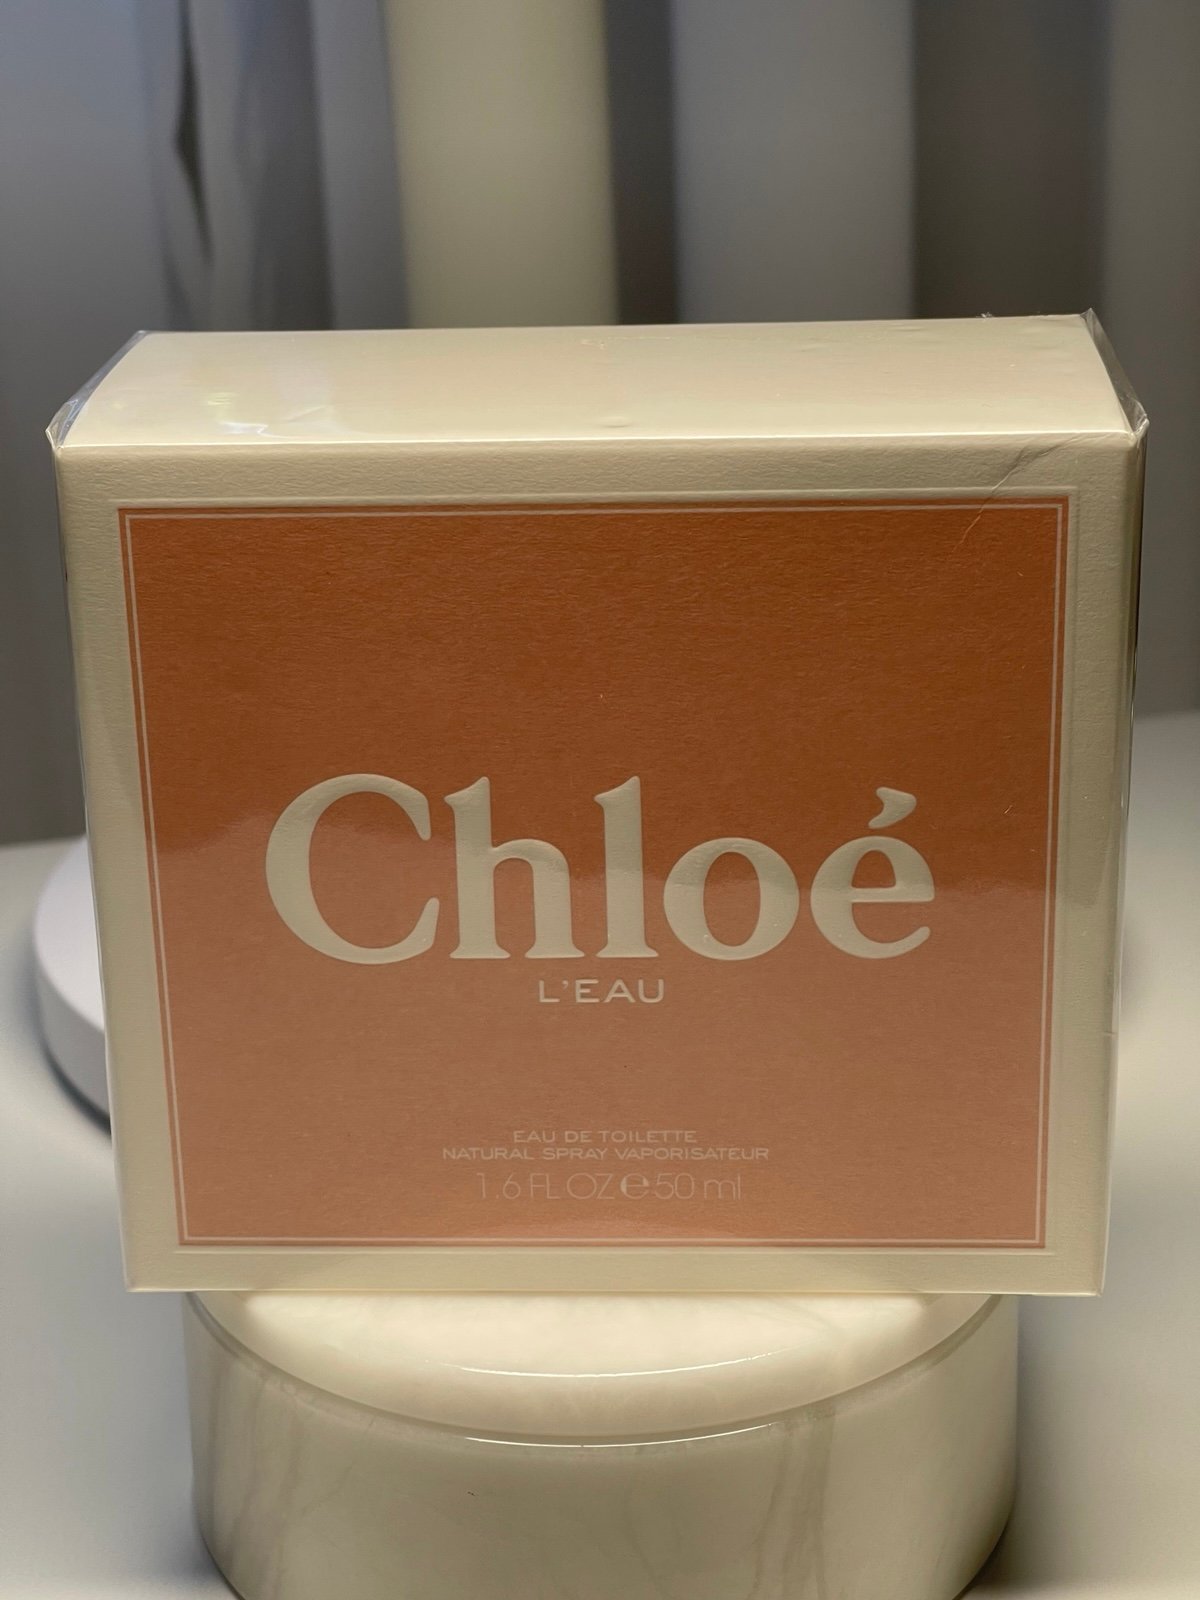 Chloé
L'EAU
EAU DE TOILETTE
NATURAL SPRAY VAPORISATEUR
1.6 FL OZ ℮ 50 ml